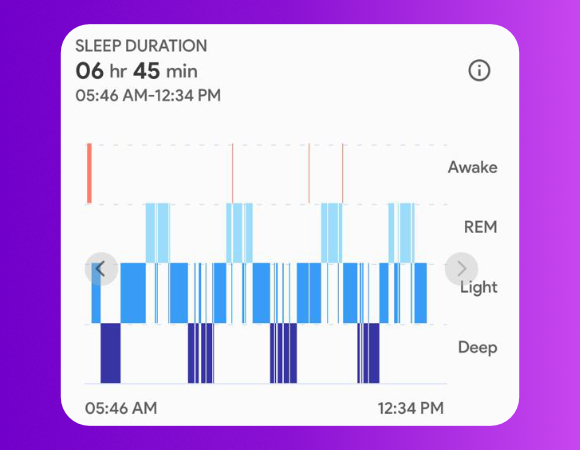 SLEEP DURATION
06 hr 45 min
05:46 AM-12:34 PM
Awake
REM
Light
Deep
05:46 AM 12:34 PM